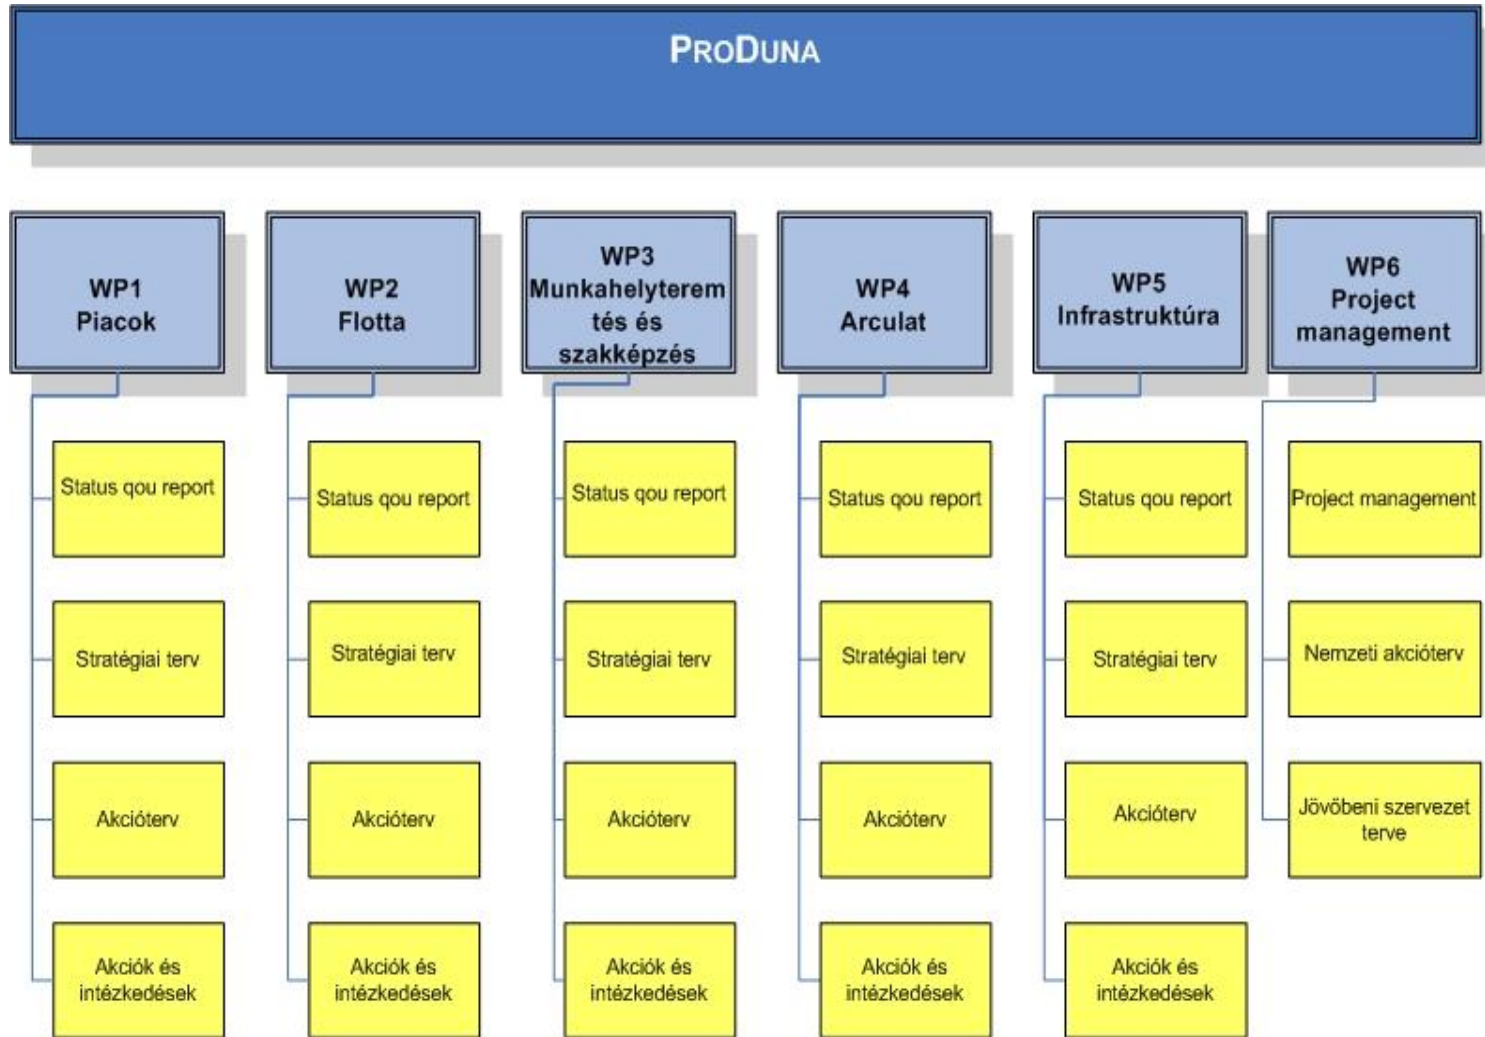 PRODUNA
WP1
Piacok
WP2
Flotta
WP3
Munkahelyterem
tés és
szakképzés
WP4
Arculat
WP5
Infrastruktúra
WP6
Project
management
Status qou report
Stratégiai terv
Akcióterv
Akciók és
intézkedések
Status qou report
Stratégiai terv
Akcióterv
Akciók és
intézkedések
Status qou report
Stratégiai terv
Akcióterv
Akciók és
intézkedések
Status qou report
Stratégiai terv
Akcióterv
Akciók és
intézkedések
Status qou report
Stratégiai terv
Akcióterv
Akciók és
intézkedések
Project management
Nemzeti akcióterv
Jövőbeni szervezet
terve